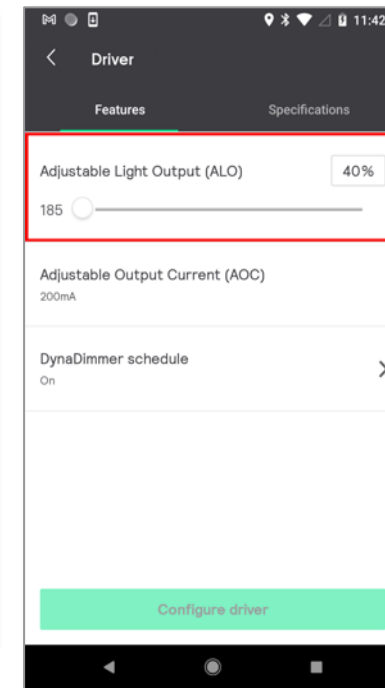 11:42
Driver
Features Specifications
Adjustable Light Output (ALO) 40%
185
Adjustable Output Current (AOC)
200mA
DynaDimmer schedule
On
Configure driver